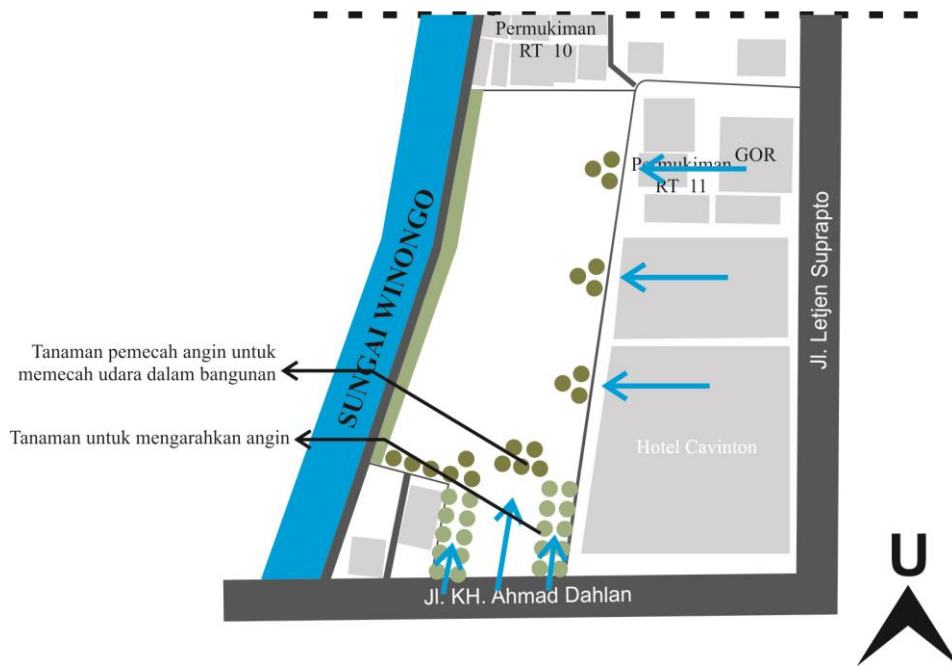 Permukiman
RT 10
Permukiman
RT 11
GOR
SUNGAI WINONGO
Jl. Letjen Suprapto
Tanaman pemecah angin untuk
memecah udara dalam bangunan
Tanaman untuk mengarahkan angin
Hotel Cavinton
U
Jl. KH. Ahmad Dahlan